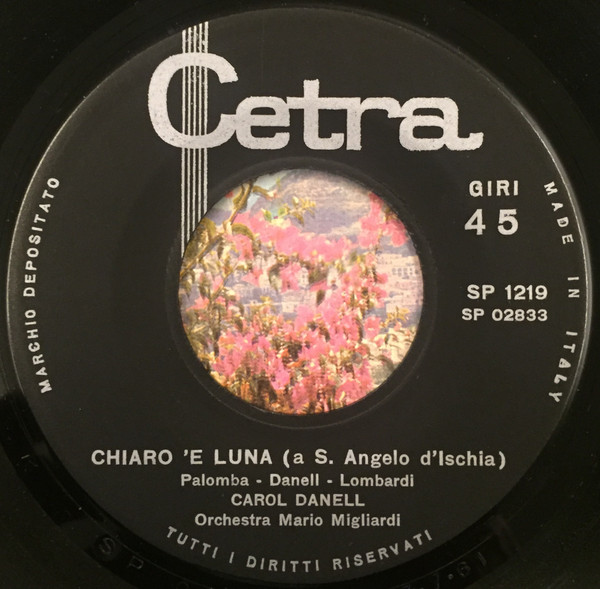 Cetra
GIRI
45
MARCHIO DEPOSITATO
MADE IN ITALY
SP 1219
SP 02833
CHIARO 'E LUNA (a S. Angelo d'Ischia)
Palomba - Danell - Lombardi
CAROL DANELL
Orchestra Mario Migliardi
TUTTI I DIRITTI RISERVATI